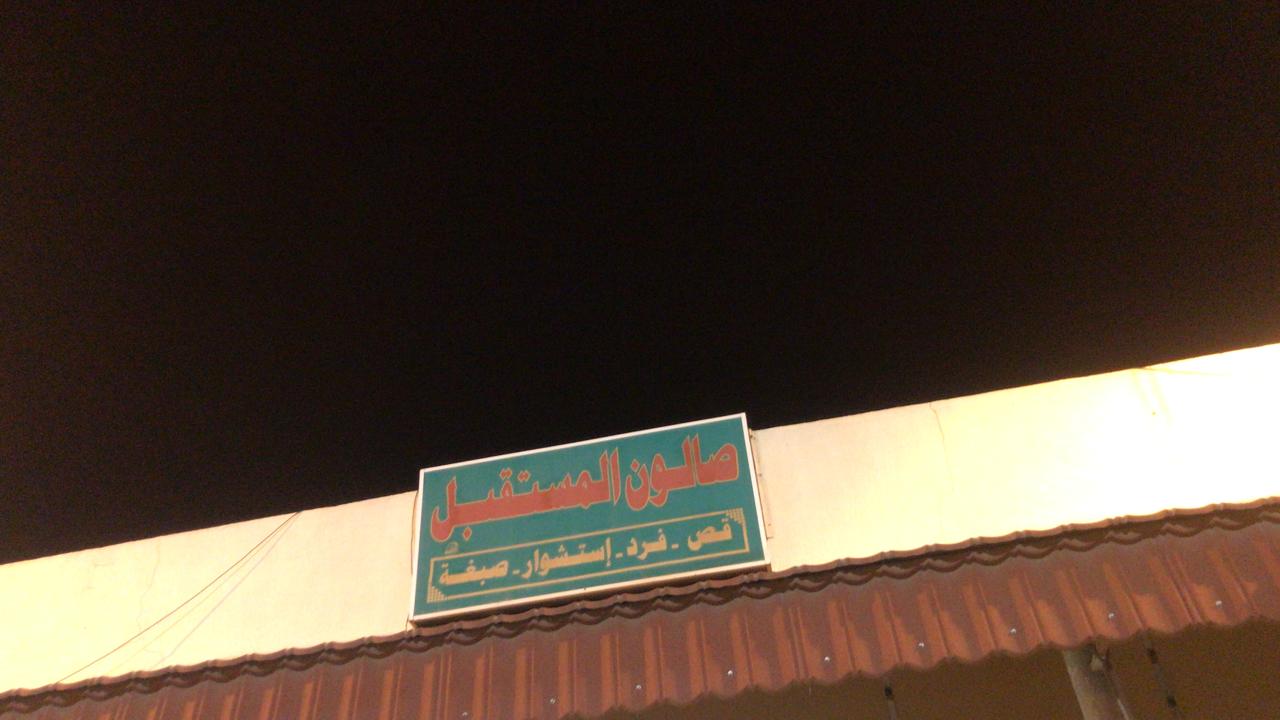 صالون المستقبل
قص - فرد - إستشوار - صبغة